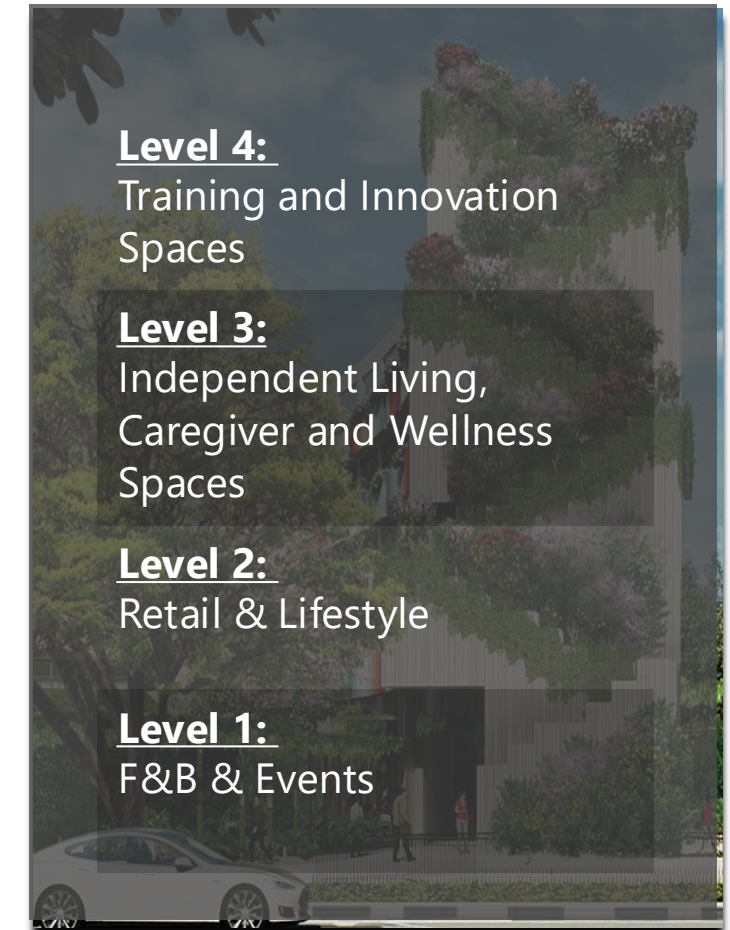 Level 4:
Training and Innovation
Spaces
Level 3:
Independent Living,
Caregiver and Wellness
Spaces
Level 2:
Retail & Lifestyle
Level 1:
F&B & Events